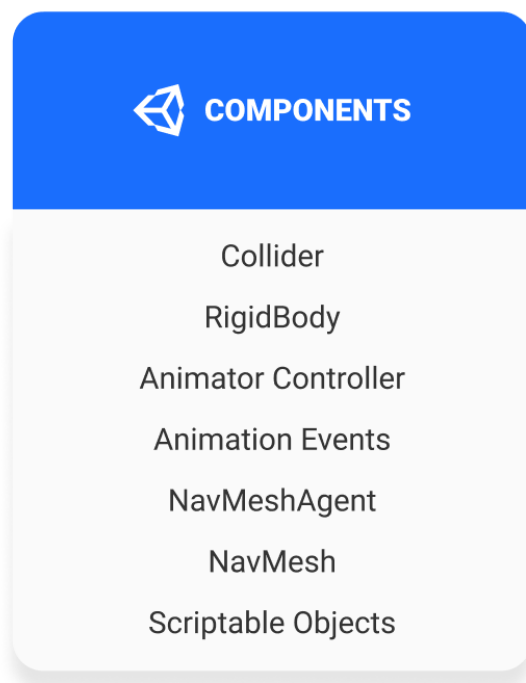 COMPONENTS
Collider
RigidBody
Animator Controller
Animation Events
NavMeshAgent
NavMesh
Scriptable Objects